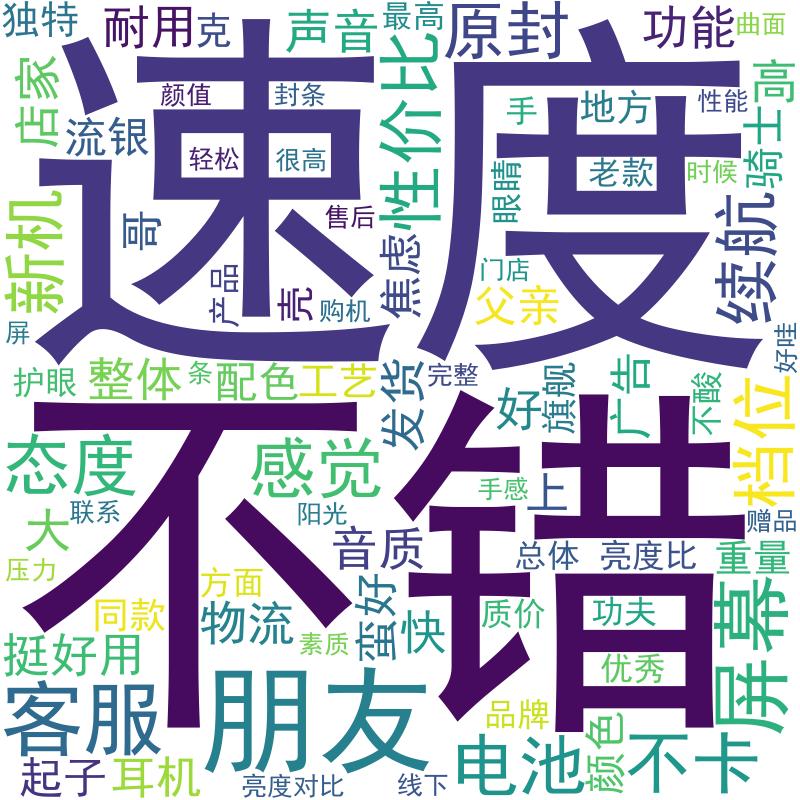 独特
耐用
克
声音
最高
原封
功能
曲面
店家
速度
颜值
封条
性价比
手
地方
性能
高
流银
轻松
很高
老款
骑士
时候
新机
哥
售后
眼睛
续航
产品
壳
购机
焦虑
门店
父亲
屏
好哇
护眼
整体
条
配色
工艺
发货
完整
好
旗舰
广告
不酸
档位
不错
态度
感觉
手感
上
联系
阳光
赠品
大
音质
总体
亮度比
重量
压力
方面
同款
物流
素质
蛮好
快
质价
功夫
屏幕
挺好用
优秀
客服
朋友
品牌
颜色
起子
耳机
亮度对比
线下
电池
不卡